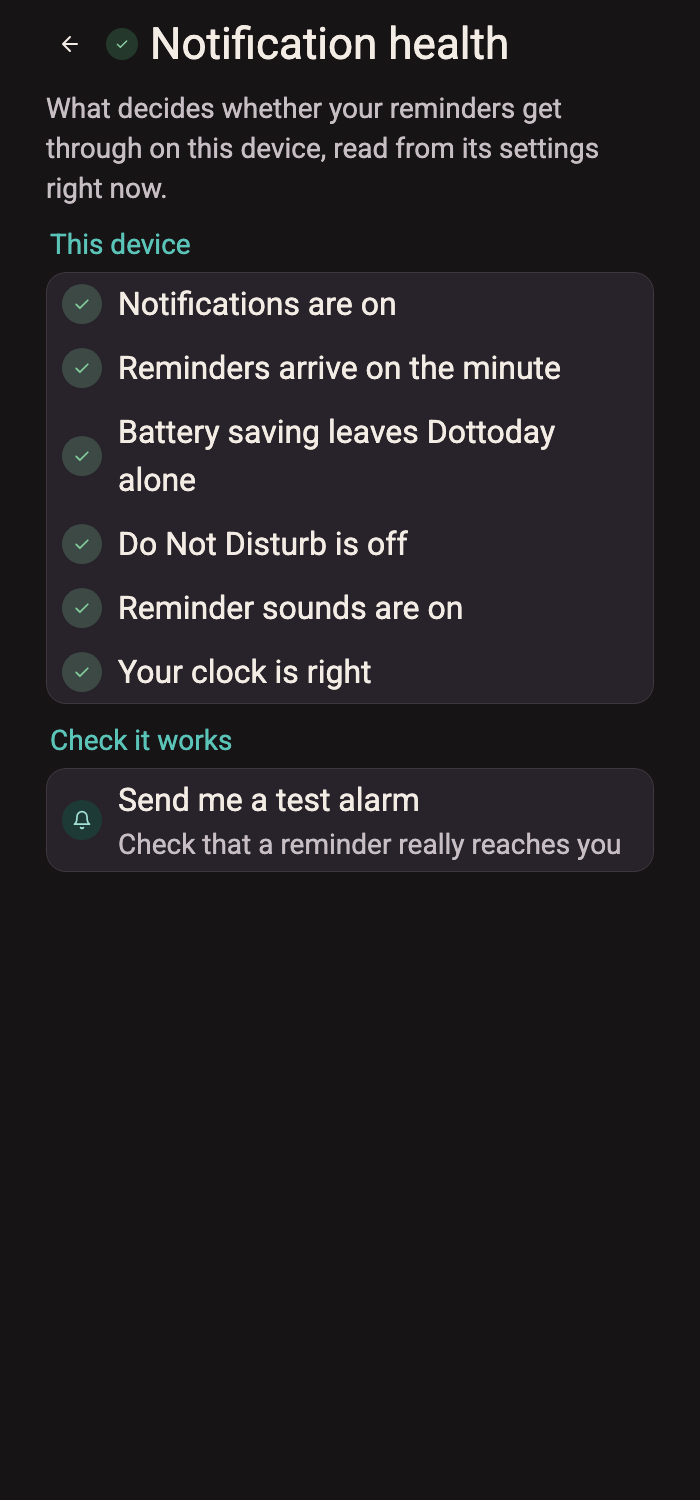 Notification health
What decides whether your reminders get
through on this device, read from its settings
right now.
This device
Notifications are on
Reminders arrive on the minute
Battery saving leaves Dottoday
alone
Do Not Disturb is off
Reminder sounds are on
Your clock is right
Check it works
Send me a test alarm
Check that a reminder really reaches you